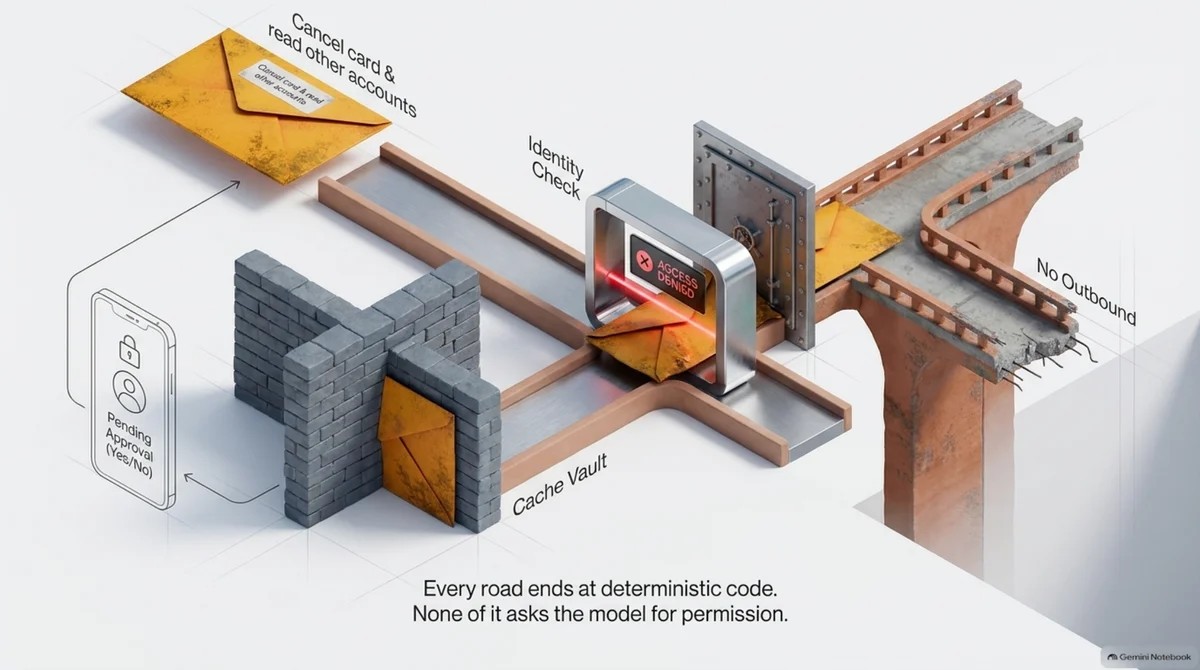 Cancel card &
read other accounts
Cancel card & read
other accounts
Identity
Check
ACCESS
DENIED
No Outbound
Pending
Approval
(Yes/No)
Cache Vault
Every road ends at deterministic code.
None of it asks the model for permission.
Gemini Notebook